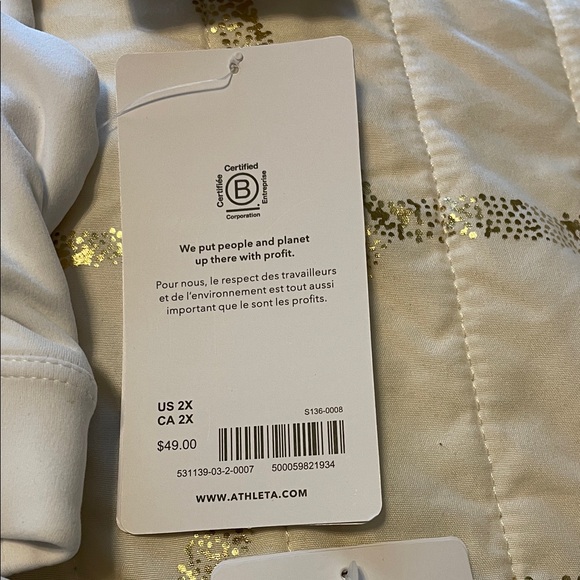 Certified
Certifiée
B
Entreprise
Corporation
We put people and planet
up there with profit.
Pour nous, le respect des travailleurs
et de l'environnement est tout aussi
important que le sont les profits.
US 2X
CA 2X
S136-0008
$49.00
531139-03-2-0007 500059821934
WWW.ATHLETA.COM